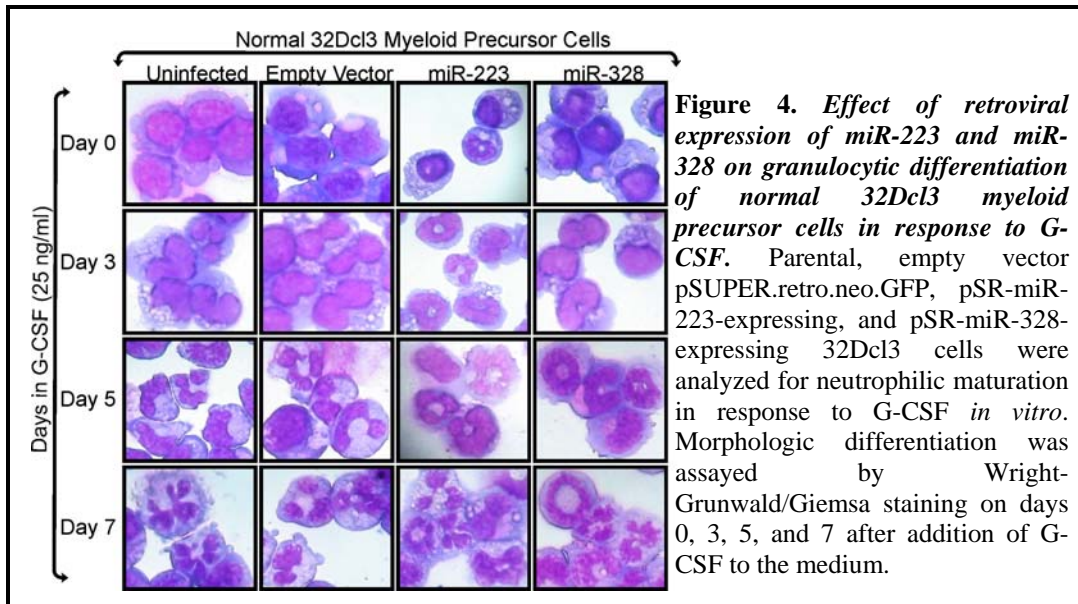 Normal 32Dcl3 Myeloid Precursor Cells
Uninfected Empty Vector miR-223 miR-328
Days in G-CSF (25 ng/ml)
Day 0
Day 3
Day 5
Day 7
Figure 4. Effect of retroviral
expression of miR-223 and miR-
328 on granulocytic differentiation
of normal 32Dcl3 myeloid
precursor cells in response to G-
CSF. Parental, empty vector
pSUPER.retro.neo.GFP, pSR-miR-
223-expressing, and pSR-miR-328-
expressing 32Dcl3 cells were
analyzed for neutrophilic maturation
in response to G-CSF in vitro.
Morphologic differentiation was
assayed by Wright-
Grunwald/Giemsa staining on days
0, 3, 5, and 7 after addition of G-
CSF to the medium.